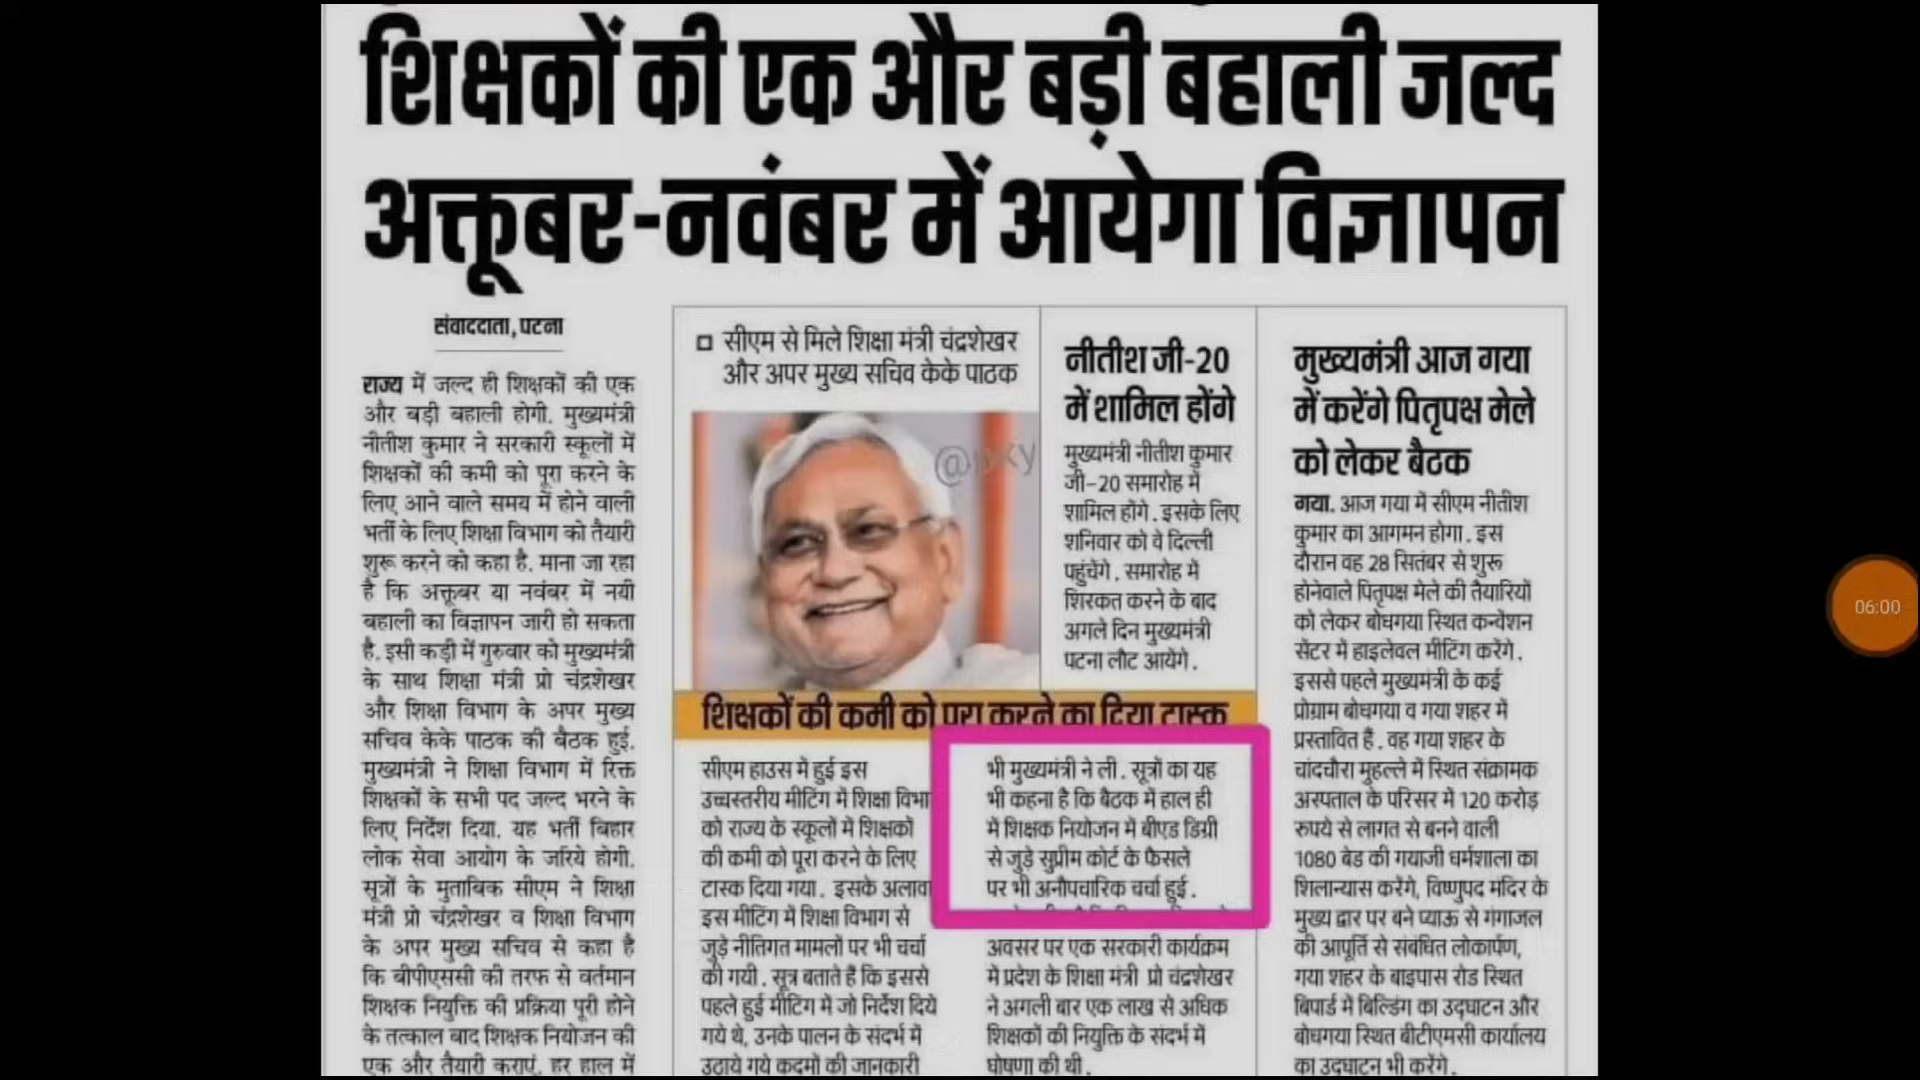 शिक्षकों की एक और बड़ी बहाली जल्द
अक्तूबर-नवंबर में आयेगा विज्ञापन
संवाददाता, पटना
राज्य में जल्द ही शिक्षकों की एक
और बड़ी बहाली होगी. मुख्यमंत्री
नीतीश कुमार ने सरकारी स्कूलों में
शिक्षकों की कमी को पूरा करने के
लिए आने वाले समय में होने वाली
भर्ती के लिए शिक्षा विभाग को तैयारी
शुरू करने को कहा है. माना जा रहा
है कि अक्तूबर या नवंबर में नयी
बहाली का विज्ञापन जारी हो सकता
है. इसी कड़ी में गुरुवार को मुख्यमंत्री
के साथ शिक्षा मंत्री प्रो चंद्रशेखर
और शिक्षा विभाग के अपर मुख्य
सचिव केके पाठक की बैठक हुई.
मुख्यमंत्री ने शिक्षा विभाग में रिक्त
शिक्षकों के सभी पद जल्द भरने के
लिए निर्देश दिया. यह भर्ती बिहार
लोक सेवा आयोग के जरिये होगी.
सूत्रों के मुताबिक सीएम ने शिक्षा
मंत्री प्रो चंद्रशेखर व शिक्षा विभाग
के अपर मुख्य सचिव से कहा है
कि बीपीएससी की तरफ से वर्तमान
शिक्षक नियुक्ति की प्रक्रिया पूरी होने
के तत्काल बाद शिक्षक नियोजन की
एक और तैयारी कराएं. हर हाल में
सीएम से मिले शिक्षा मंत्री चंद्रशेखर
और अपर मुख्य सचिव केके पाठक
शिक्षकों की कमी को पूरा करने का दिया टास्क
सीएम हाउस में हुई इस
उच्चस्तरीय मीटिंग में शिक्षा विभा
को राज्य के स्कूलों में शिक्षकों
की कमी को पूरा करने के लिए
टास्क दिया गया. इसके अलावा
इस मीटिंग में शिक्षा विभाग से
जुड़े नीतिगत मामलों पर भी चर्चा
की गयी. सूत्र बताते हैं कि इससे
पहले हुई मीटिंग में जो निर्देश दिये
गये थे, उनके पालन के संदर्भ में
उठाये गये कदमों की जानकारी
भी मुख्यमंत्री ने ली. सूत्रों का यह
भी कहना है कि बैठक में हाल ही
में शिक्षक नियोजन में बीएड डिग्री
से जुड़े सुप्रीम कोर्ट के फैसले
पर भी अनौपचारिक चर्चा हुई.
अवसर पर एक सरकारी कार्यक्रम
में प्रदेश के शिक्षा मंत्री प्रो चंद्रशेखर
ने अगली बार एक लाख से अधिक
शिक्षकों की नियुक्ति के संदर्भ में
घोषणा की थी.
नीतीश जी-20
में शामिल होंगे
मुख्यमंत्री नीतीश कुमार
जी-20 समारोह में
शामिल होंगे. इसके लिए
शनिवार को वे दिल्ली
पहुंचेंगे. समारोह में
शिरकत करने के बाद
अगले दिन मुख्यमंत्री
पटना लौट आयेंगे.
मुख्यमंत्री आज गया
में करेंगे पितृपक्ष मेले
को लेकर बैठक
गया. आज गया में सीएम नीतीश
कुमार का आगमन होगा. इस
दौरान वह 28 सितंबर से शुरू
होनेवाले पितृपक्ष मेले की तैयारियों
को लेकर बोधगया स्थित कन्वेंशन
सेंटर में हाइलेवल मीटिंग करेंगे.
इससे पहले मुख्यमंत्री के कई
प्रोग्राम बोधगया व गया शहर में
प्रस्तावित हैं. वह गया शहर के
चांदचौरा मुहल्ले में स्थित संक्रामक
अस्पताल के परिसर में 120 करोड़
रुपये से लागत से बनने वाली
1080 बेड की गयाजी धर्मशाला का
शिलान्यास करेंगे, विष्णुपद मंदिर के
मुख्य द्वार पर बने प्याऊ से गंगाजल
की आपूर्ति से संबंधित लोकार्पण,
गया शहर के बाइपास रोड स्थित
बिपार्ड में बिल्डिंग का उद्घाटन और
बोधगया स्थित बीटीएमसी कार्यालय
का उद्घाटन भी करेंगे.
06:00